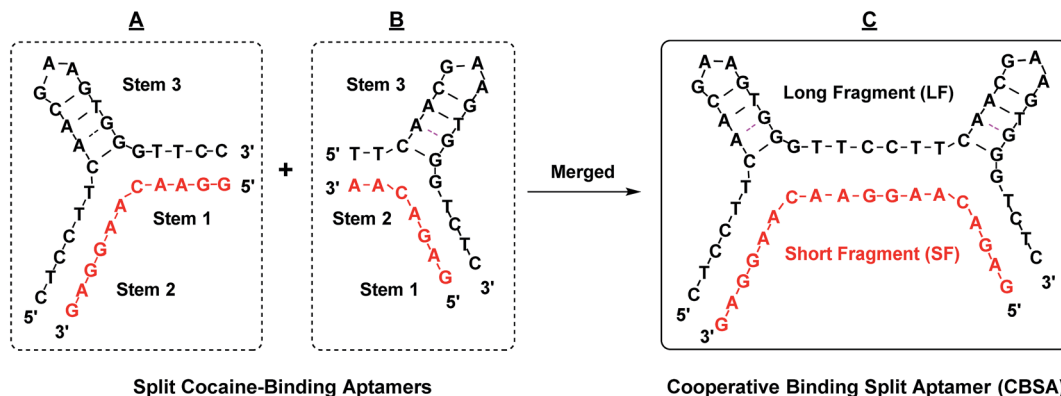 A
B
C
Stem 3
5' C T C C T T C A A C G A A G T G G G T T C C 3'
3' G A G G A A C A A G G 5'
Stem 1
Stem 2
+
Stem 3
5' T T C A A C G A A G T G G G T C T C 3'
3' A A C A G A G 5'
Stem 2
Stem 1
Merged
Long Fragment (LF)
5' C T C C T T C A A C G A A G T G G G T T C C T T C A A C G A A G T G G G T C T C 3'
3' G A G G A A C A A G G A A C A G A G 5'
Short Fragment (SF)
Split Cocaine-Binding Aptamers
Cooperative Binding Split Aptamer (CBSA)